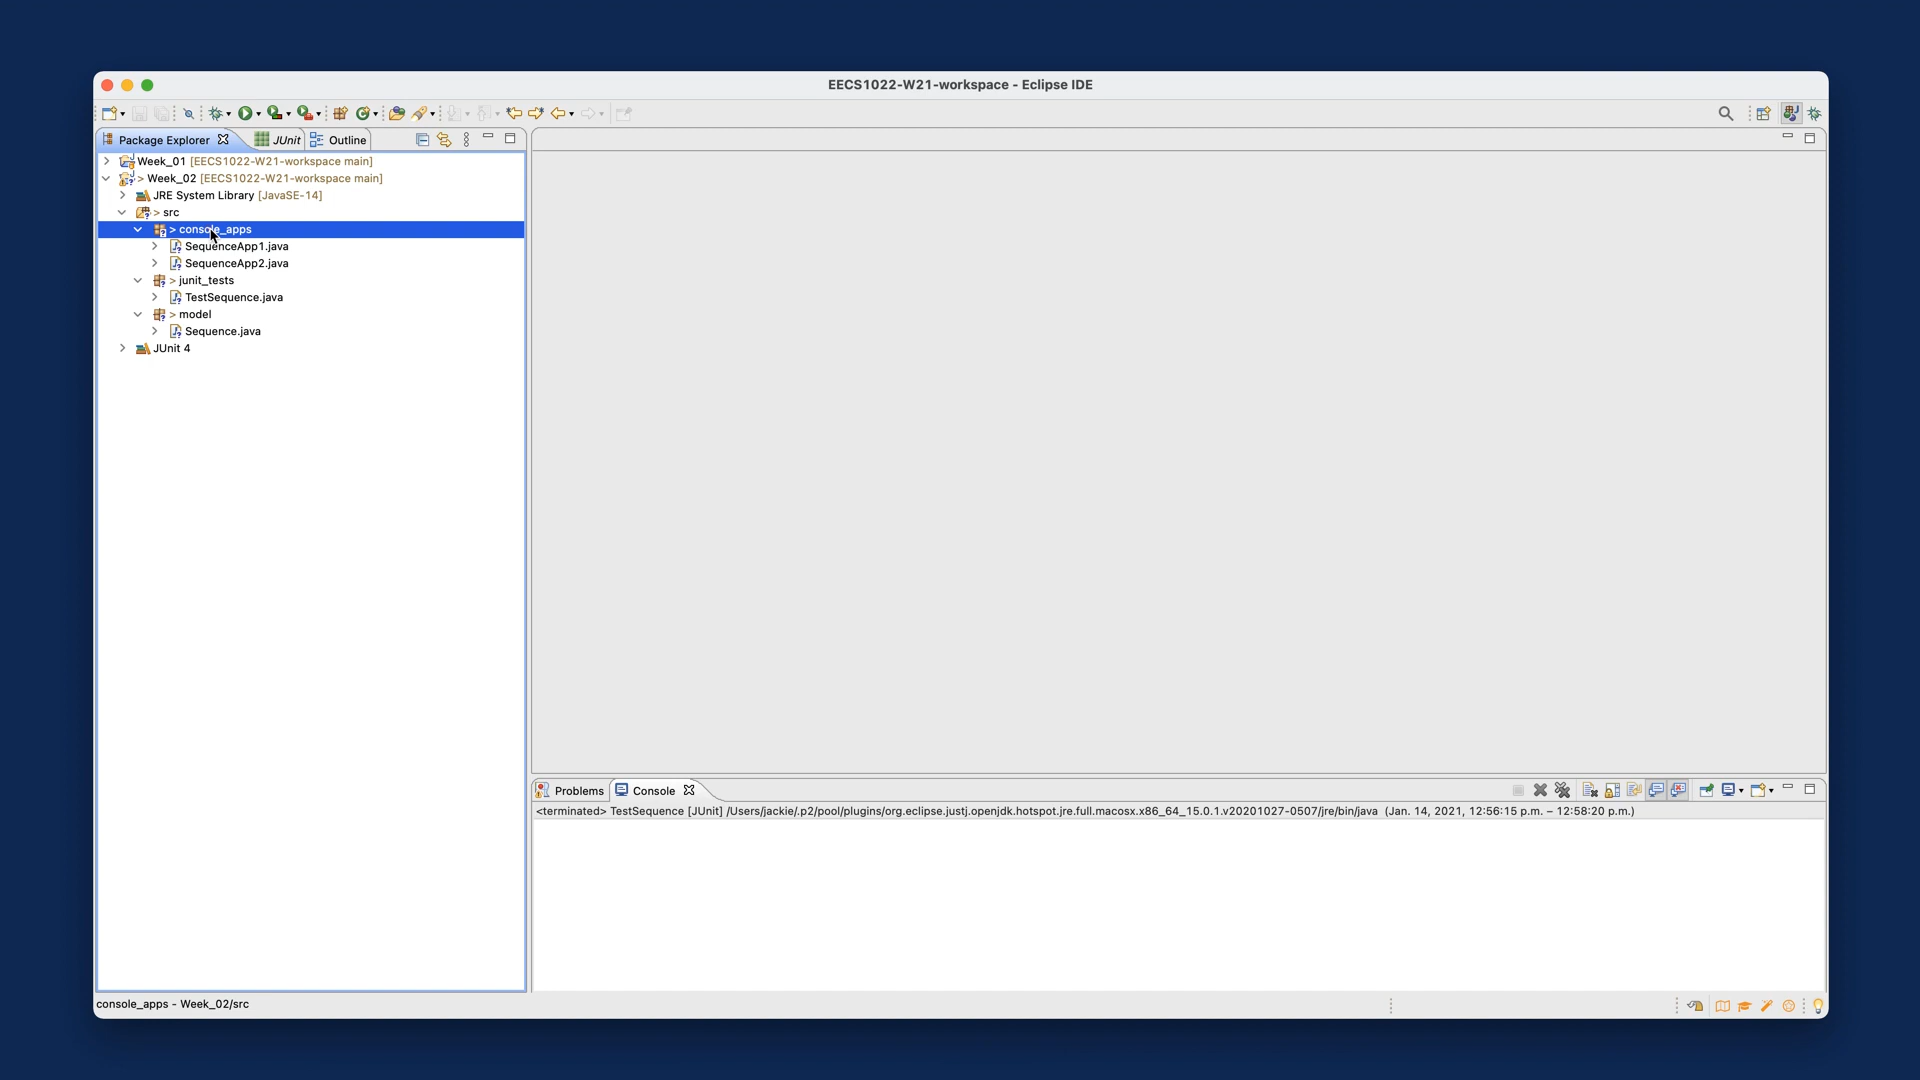 EECS1022-W21-workspace - Eclipse IDE
Package Explorer
JUnit
Outline
Week_01 [EECS1022-W21-workspace main]
> Week_02 [EECS1022-W21-workspace main]
JRE System Library [JavaSE-14]
> src
> console_apps
SequenceApp1.java
SequenceApp2.java
> junit_tests
TestSequence.java
> model
Sequence.java
JUnit 4
Problems
Console
<terminated> TestSequence [JUnit] /Users/jackie/.p2/pool/plugins/org.eclipse.justj.openjdk.hotspot.jre.full.macosx.x86_64_15.0.1.v20201027-0507/jre/bin/java (Jan. 14, 2021, 12:56:15 p.m. – 12:58:20 p.m.)
console_apps - Week_02/src